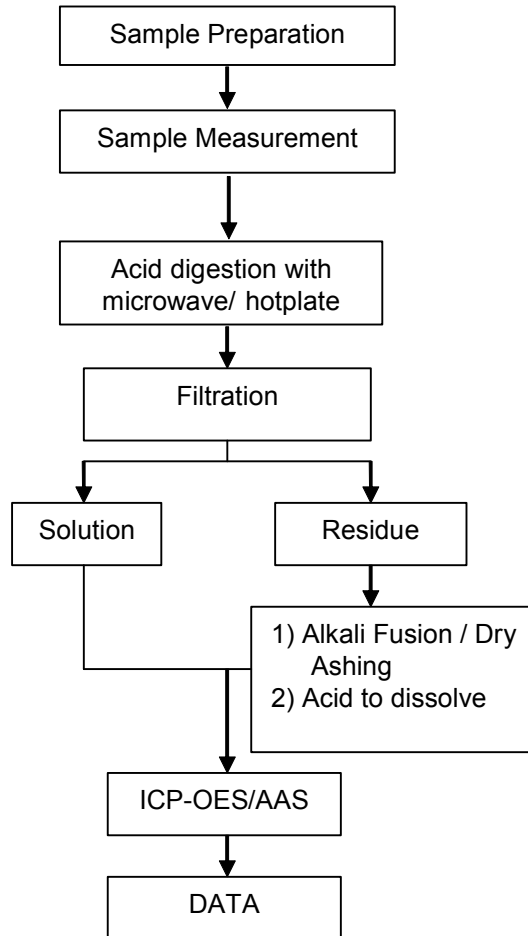 Sample Preparation
Sample Measurement
Acid digestion with
microwave/ hotplate
Filtration
Solution
Residue
1) Alkali Fusion / Dry
Ashing
2) Acid to dissolve
ICP-OES/AAS
DATA